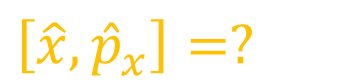 [x̂, p̂ₓ] =?